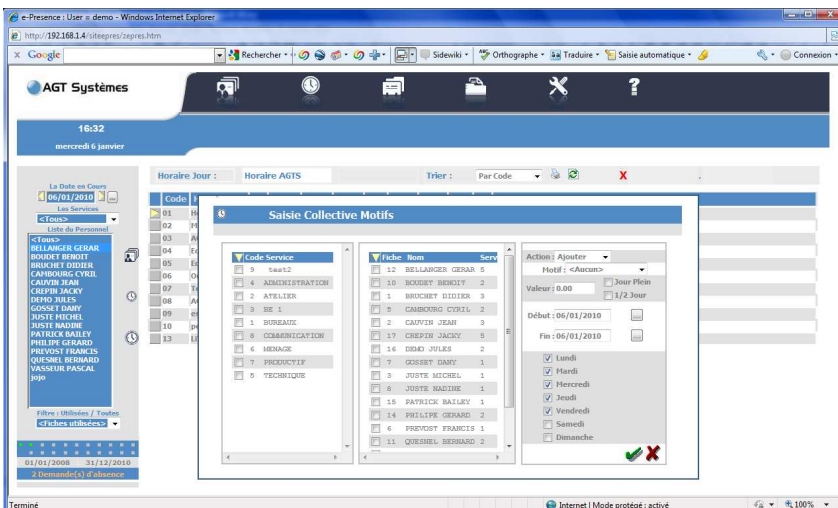 e-Presence : User = demo - Windows Internet Explorer
http://192.168.1.4/siteepres/zepres.htm
x Google Rechercher Sidewiki Orthographe Traduire Saisie automatique Connexion
AGT Systèmes ?
16:32
mercredi 6 janvier
Horaire Jour : Horaire AGTS Trier : Par Code X
La Date en Cours
06/01/2010 ...
Les Services
<Tous>
Liste du Personnel
<Tous>
BELLANGER GERAR
BOUDET BENOIT
BRUCHET DIDIER
CAMBOURG CYRIL
CAUVIN JEAN
CREPIN JACKY
DEMO JULES
GOSSET DANY
JUSTE MICHEL
JUSTE NADINE
PATRICK BAILEY
PHILIPE GERARD
PREVOST FRANCIS
QUESNEL BERNARD
VASSEUR PASCAL
jojo
Filtre : Utilisées / Toutes
<Fiches utilisées>
01/01/2008 31/12/2010
2 Demande(s) d'absence
Code
01
02
03
04
05
06
07
08
09
10
13
Saisie Collective Motifs
Code Service
9 test2
4 ADMINISTRATION
2 ATELIER
3 BE 1
1 BUREAUX
8 COMMUNICATION
6 MENAGE
7 PRODUCTIF
5 TECHNIQUE
Fiche Nom Serv
12 BELLANGER GERAR 5
10 BOUDET BENOIT 2
1 BRUCHET DIDIER 3
5 CAMBOURG CYRIL 2
2 CAUVIN JEAN 3
17 CREPIN JACKY 5
16 DEMO JULES 2
7 GOSSET DANY 1
3 JUSTE MICHEL 1
8 JUSTE NADINE 1
15 PATRICK BAILEY 1
14 PHILIPE GERARD 2
6 PREVOST FRANCIS 1
11 QUESNEL BERNARD 2
Action : Ajouter
Motif : <Aucun>
Valeur : 0.00 Jour Plein
1/2 Jour
Début : 06/01/2010 ...
Fin : 06/01/2010 ...
Lundi
Mardi
Mercredi
Jeudi
Vendredi
Samedi
Dimanche
Terminé Internet | Mode protégé : activé 100%